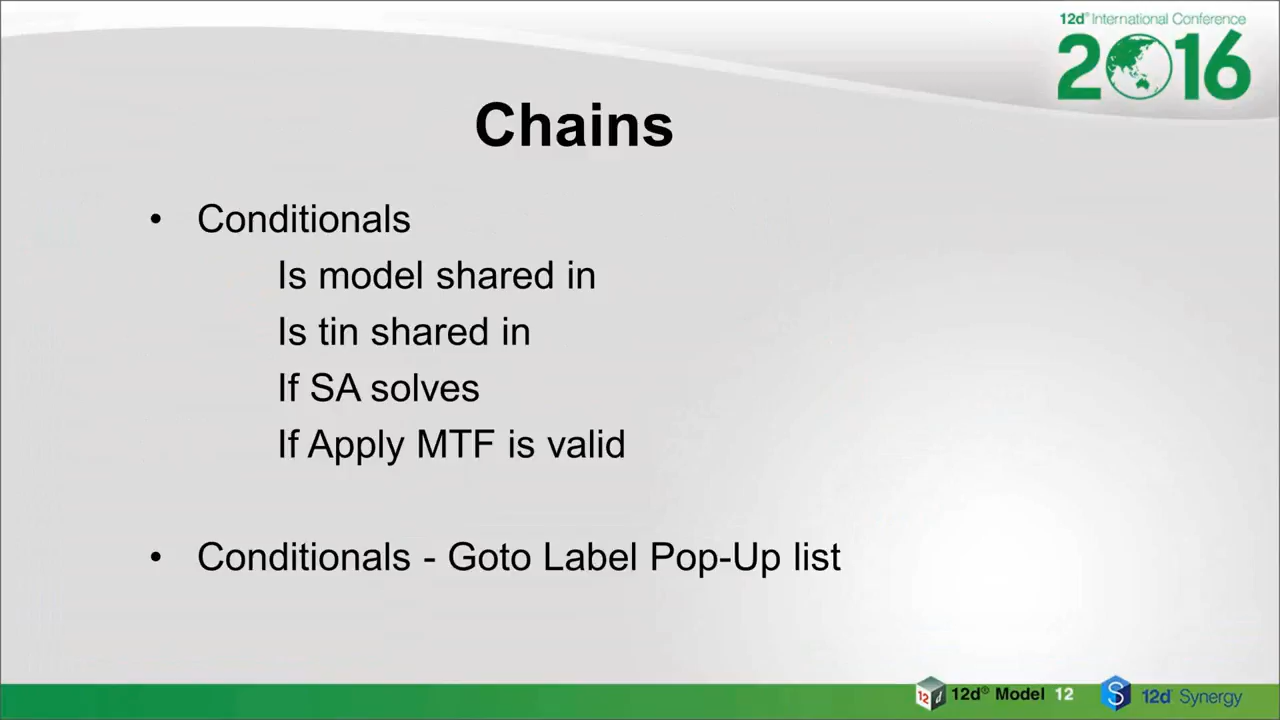 12d® International Conference
2016
Chains
• Conditionals
Is model shared in
Is tin shared in
If SA solves
If Apply MTF is valid
• Conditionals - Goto Label Pop-Up list
12d® Model 12 12d® Synergy